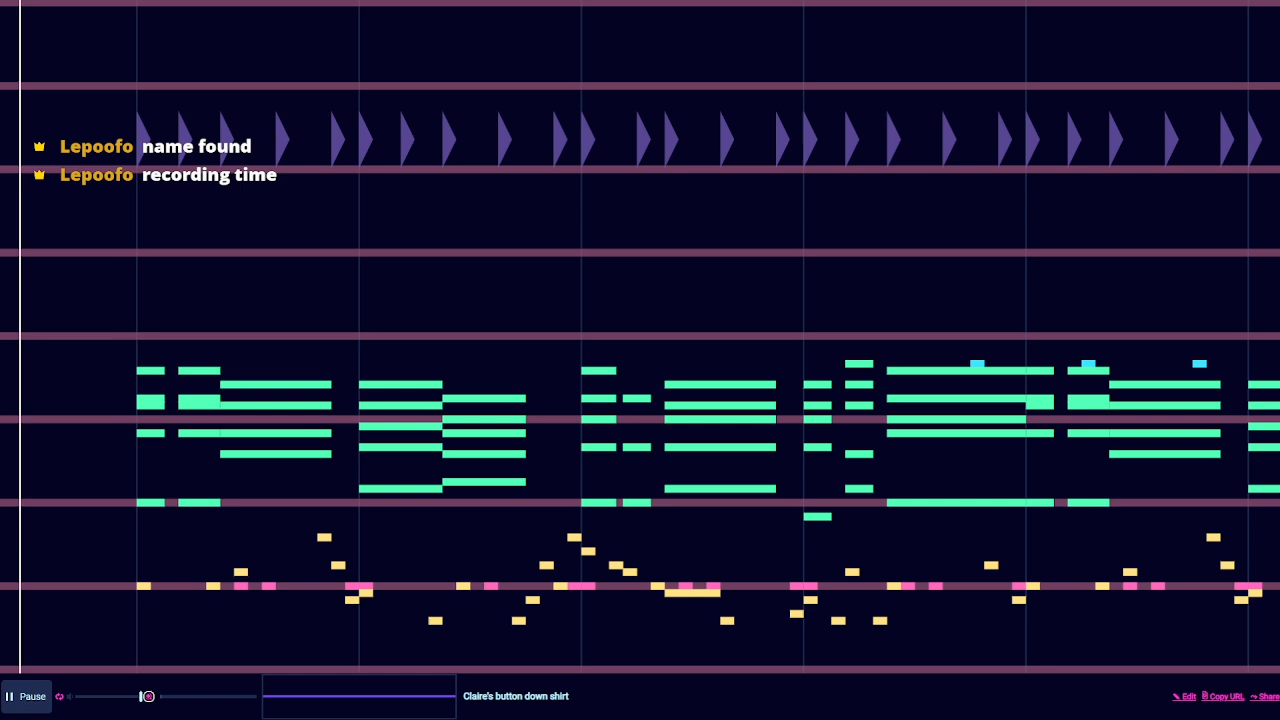 Lepoofo name found
Lepoofo recording time
Pause
Claire's button down shirt
Edit
Copy URL
Share